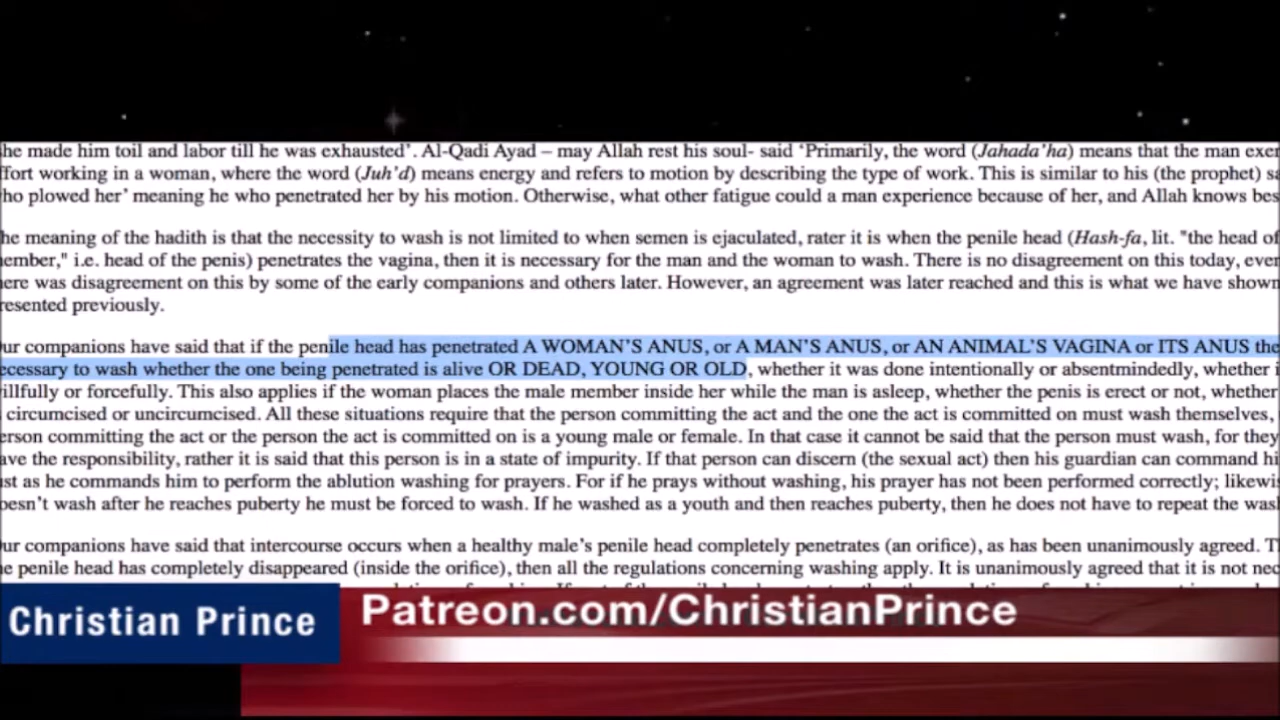 he made him toil and labor till he was exhausted'. Al-Qadi Ayad – may Allah rest his soul- said 'Primarily, the word (Jahada'ha) means that the man exer
ffort working in a woman, where the word (Juh'd) means energy and refers to motion by describing the type of work. This is similar to his (the prophet) sa
ho plowed her' meaning he who penetrated her by his motion. Otherwise, what other fatigue could a man experience because of her, and Allah knows bes
he meaning of the hadith is that the necessity to wash is not limited to when semen is ejaculated, rater it is when the penile head (Hash-fa, lit. "the head of
ember," i.e. head of the penis) penetrates the vagina, then it is necessary for the man and the woman to wash. There is no disagreement on this today, even
ere was disagreement on this by some of the early companions and others later. However, an agreement was later reached and this is what we have shown
resented previously.
ur companions have said that if the penile head has penetrated A WOMAN'S ANUS, or A MAN'S ANUS, or AN ANIMAL'S VAGINA or ITS ANUS the
ecessary to wash whether the one being penetrated is alive OR DEAD, YOUNG OR OLD, whether it was done intentionally or absentmindedly, whether i
illfully or forcefully. This also applies if the woman places the male member inside her while the man is asleep, whether the penis is erect or not, whether
circumcised or uncircumcised. All these situations require that the person committing the act and the one the act is committed on must wash themselves,
erson committing the act or the person the act is committed on is a young male or female. In that case it cannot be said that the person must wash, for they
ave the responsibility, rather it is said that this person is in a state of impurity. If that person can discern (the sexual act) then his guardian can command hi
st as he commands him to perform the ablution washing for prayers. For if he prays without washing, his prayer has not been performed correctly; likewi
oesn't wash after he reaches puberty he must be forced to wash. If he washed as a youth and then reaches puberty, then he does not have to repeat the was
ur companions have said that intercourse occurs when a healthy male's penile head completely penetrates (an orifice), as has been unanimously agreed. T
e penile head has completely disappeared (inside the orifice), then all the regulations concerning washing apply. It is unanimously agreed that it is not nec
Christian Prince
Patreon.com/ChristianPrince